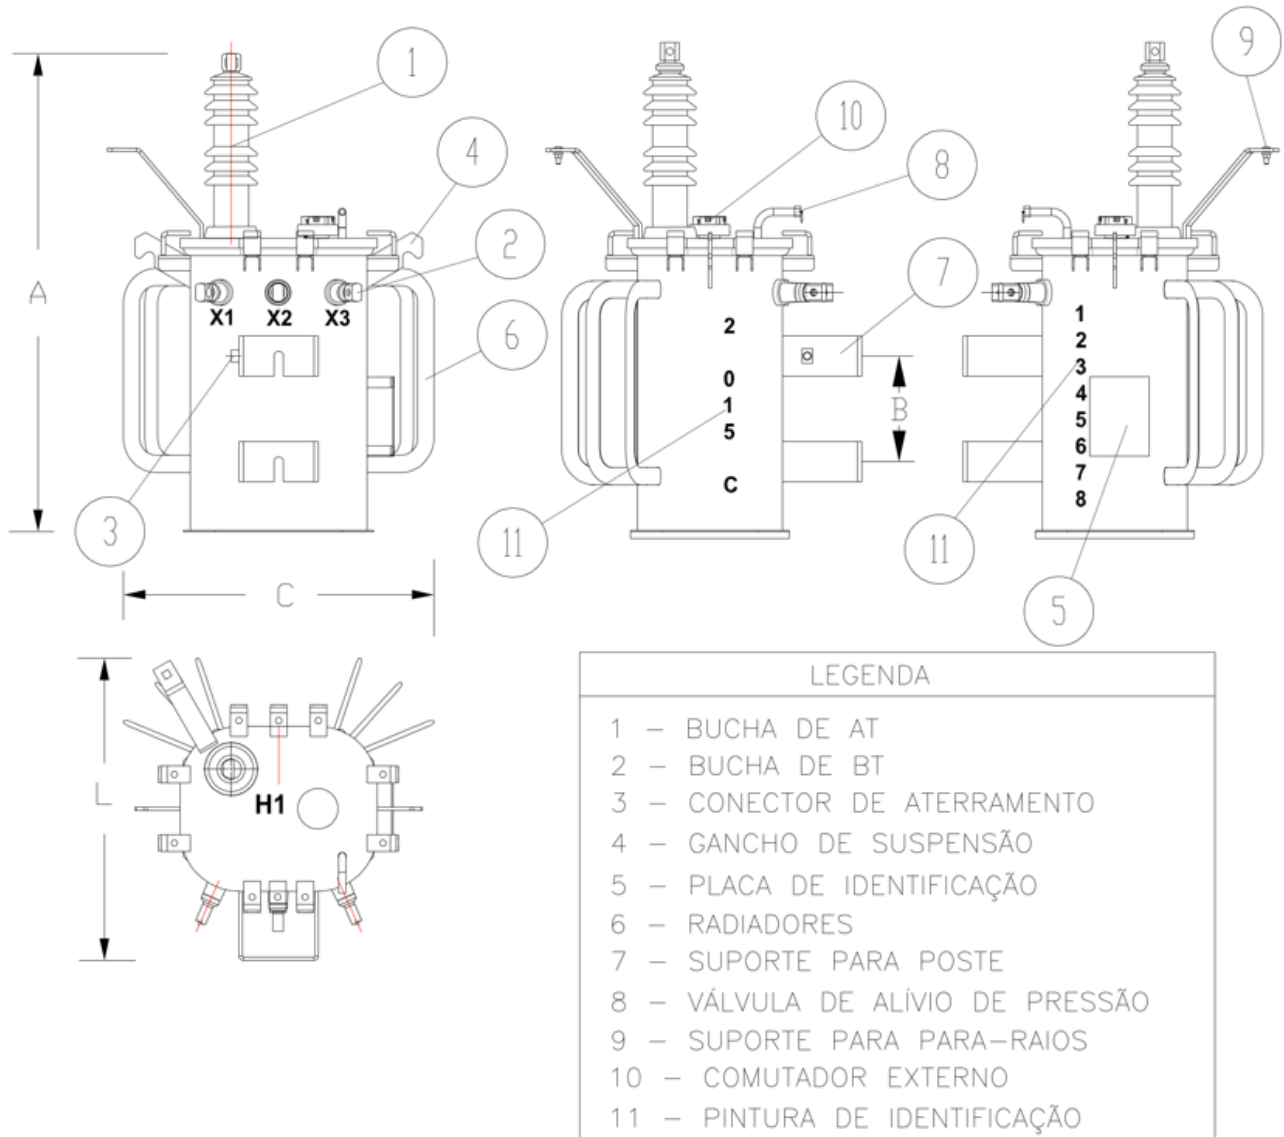 1
4
2
6
3
A
X1 X2 X3
C
10
8
7
11
2
0
1
5
C
B
9
11
5
1
2
3
4
5
6
7
8
L
H1
LEGENDA
1 – BUCHA DE AT
2 – BUCHA DE BT
3 – CONECTOR DE ATERRAMENTO
4 – GANCHO DE SUSPENSÃO
5 – PLACA DE IDENTIFICAÇÃO
6 – RADIADORES
7 – SUPORTE PARA POSTE
8 – VÁLVULA DE ALÍVIO DE PRESSÃO
9 – SUPORTE PARA PARA–RAIOS
10 – COMUTADOR EXTERNO
11 – PINTURA DE IDENTIFICAÇÃO